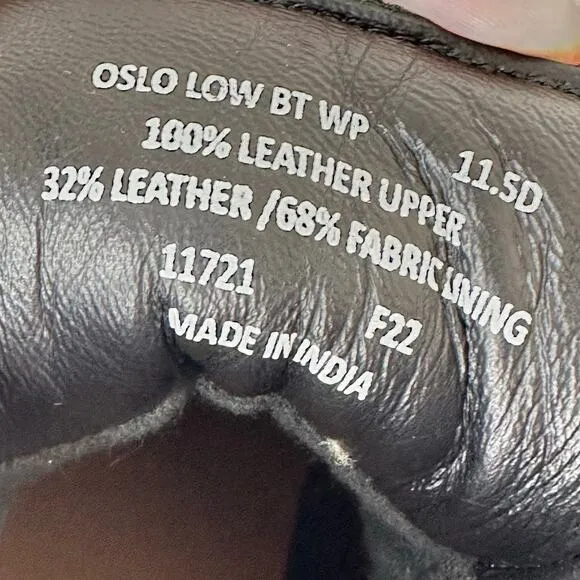 OSLO LOW BT WP 11.5D
100% LEATHER UPPER
32% LEATHER /68% FABRIC LINING
11721 F22
MADE IN INDIA